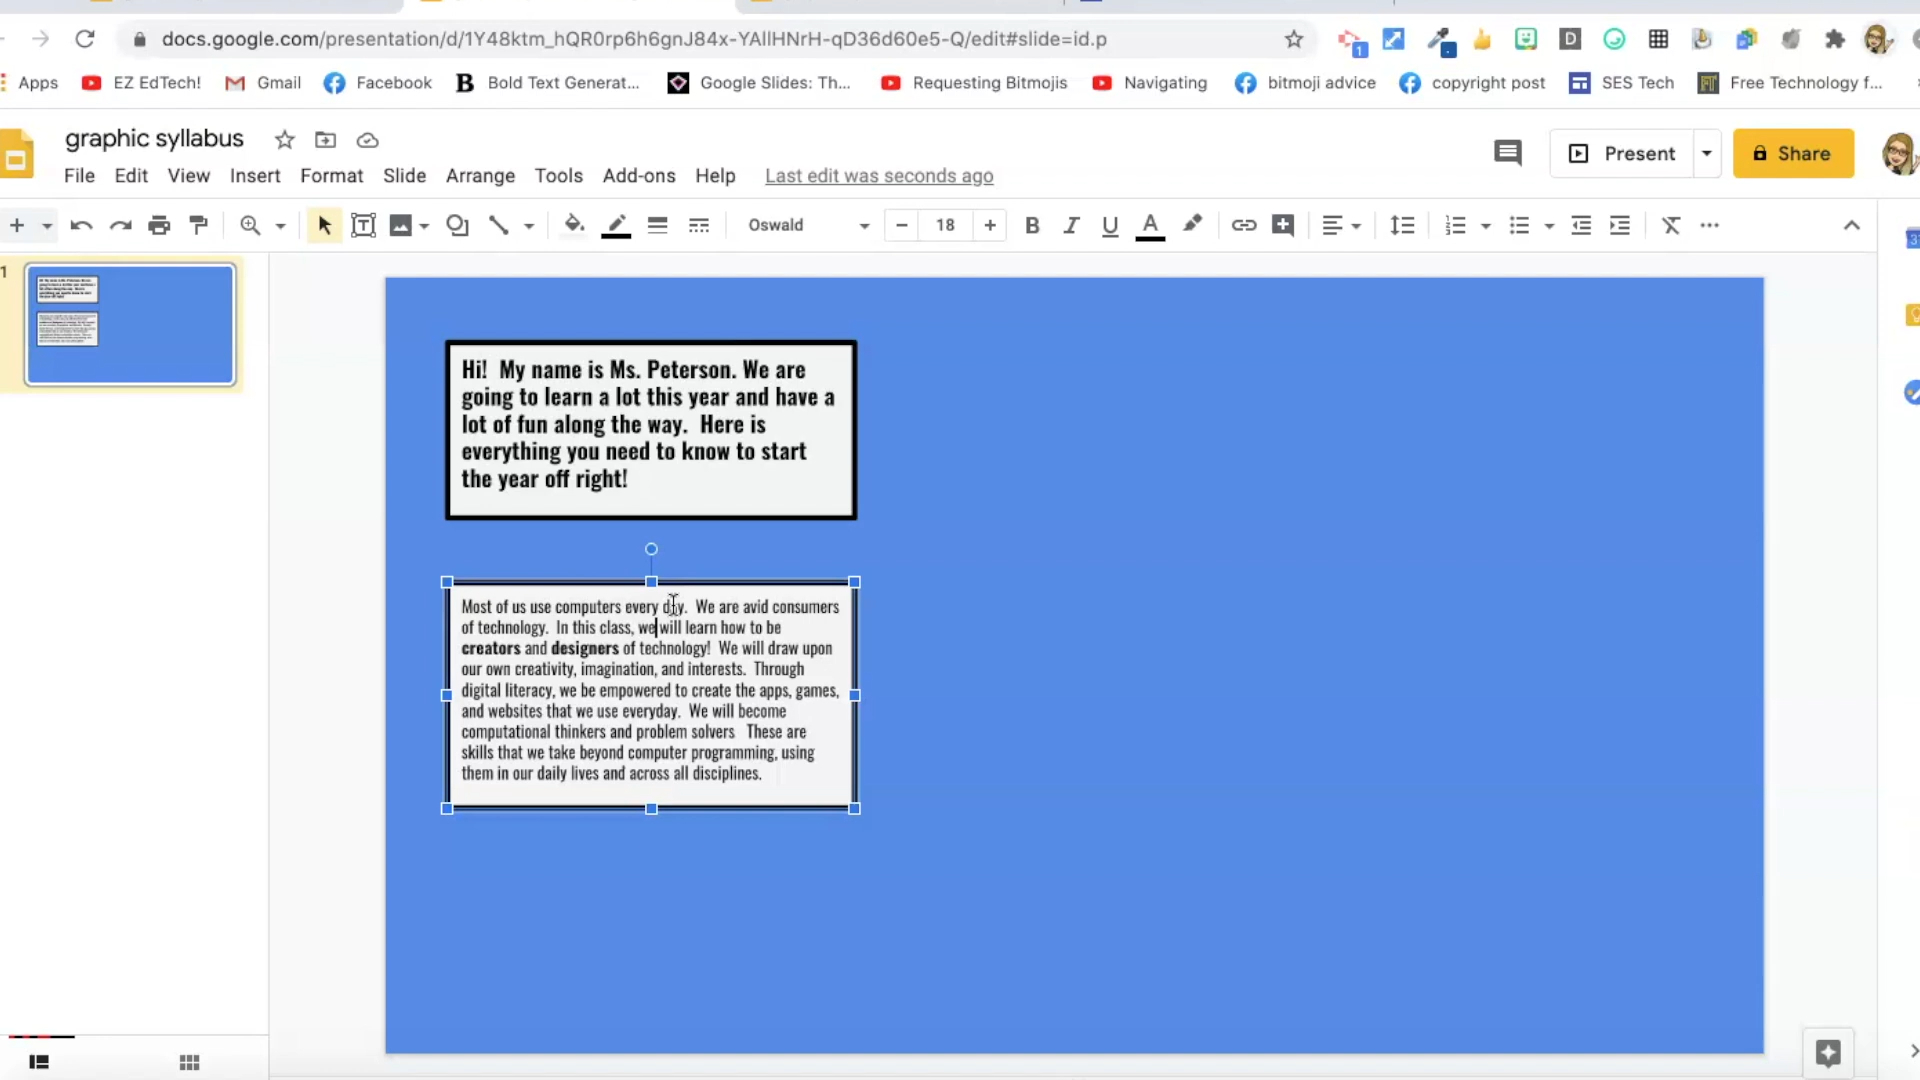 docs.google.com/presentation/d/1Y48ktm_hQR0rp6h6gnJ84x-YAllHNrH-qD36d60e5-Q/edit#slide=id.p
Apps EZ EdTech! Gmail Facebook Bold Text Generat... Google Slides: Th... Requesting Bitmojis Navigating bitmoji advice copyright post SES Tech Free Technology f...
graphic syllabus
Present Share
File Edit View Insert Format Slide Arrange Tools Add-ons Help Last edit was seconds ago
Oswald 18
1
Hi!  My name is Ms. Peterson. We are
going to learn a lot this year and have a
lot of fun along the way.  Here is
everything you need to know to start
the year off right!
Most of us use computers every day.  We are avid consumers
of technology.  In this class, we will learn how to be
creators and designers of technology!  We will draw upon
our own creativity, imagination, and interests.  Through
digital literacy, we be empowered to create the apps, games,
and websites that we use everyday.  We will become
computational thinkers and problem solvers   These are
skills that we take beyond computer programming, using
them in our daily lives and across all disciplines.